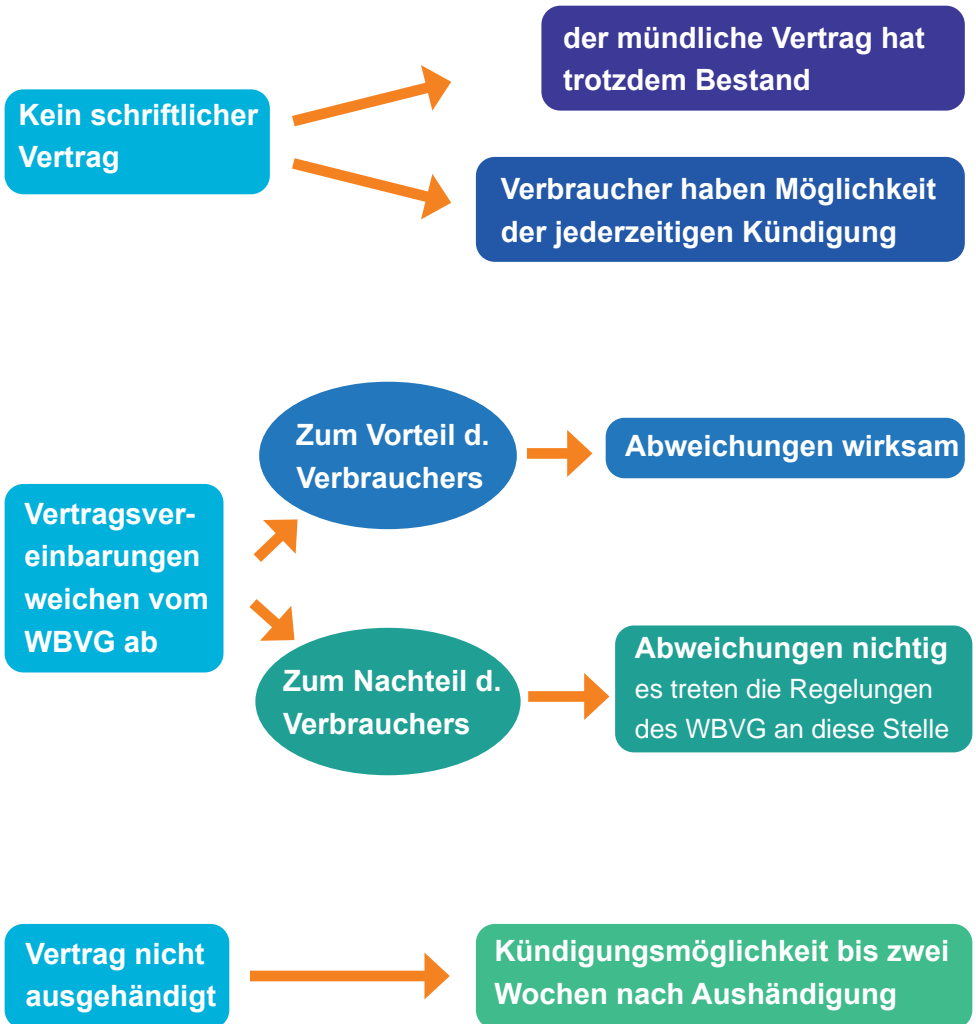 der mündliche Vertrag hat
trotzdem Bestand
Kein schriftlicher
Vertrag
Verbraucher haben Möglichkeit
der jederzeitigen Kündigung
Zum Vorteil d.
Verbrauchers
Abweichungen wirksam
Vertragsver-
einbarungen
weichen vom
WBVG ab
Zum Nachteil d.
Verbrauchers
Abweichungen nichtig
es treten die Regelungen
des WBVG an diese Stelle
Vertrag nicht
ausgehändigt
Kündigungsmöglichkeit bis zwei
Wochen nach Aushändigung